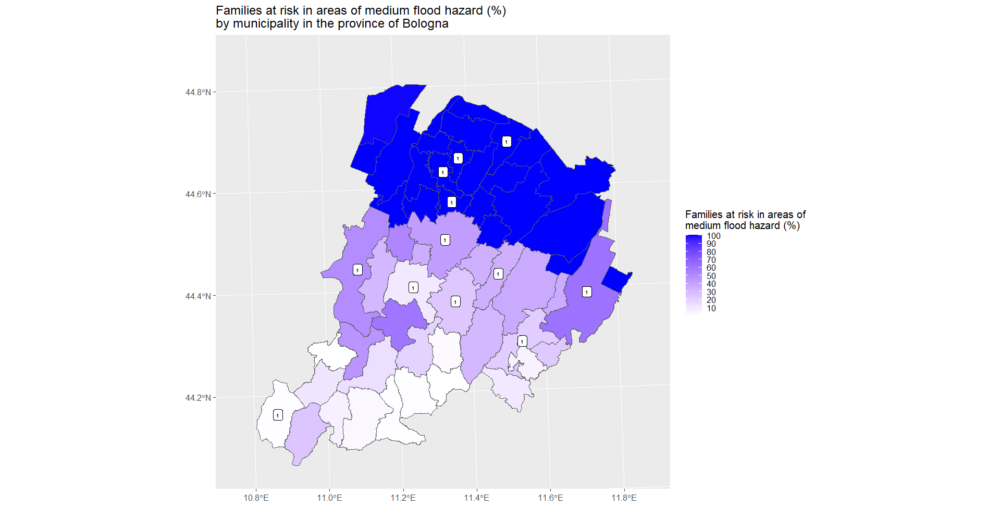 Families at risk in areas of medium flood hazard (%)
by municipality in the province of Bologna
44.8°N
44.6°N
44.4°N
44.2°N
1
1
1
1
1
1
1
1
1
1
1
1
10.8°E
11.0°E
11.2°E
11.4°E
11.6°E
11.8°E
Families at risk in areas of
medium flood hazard (%)
100
90
80
70
60
50
40
30
20
10